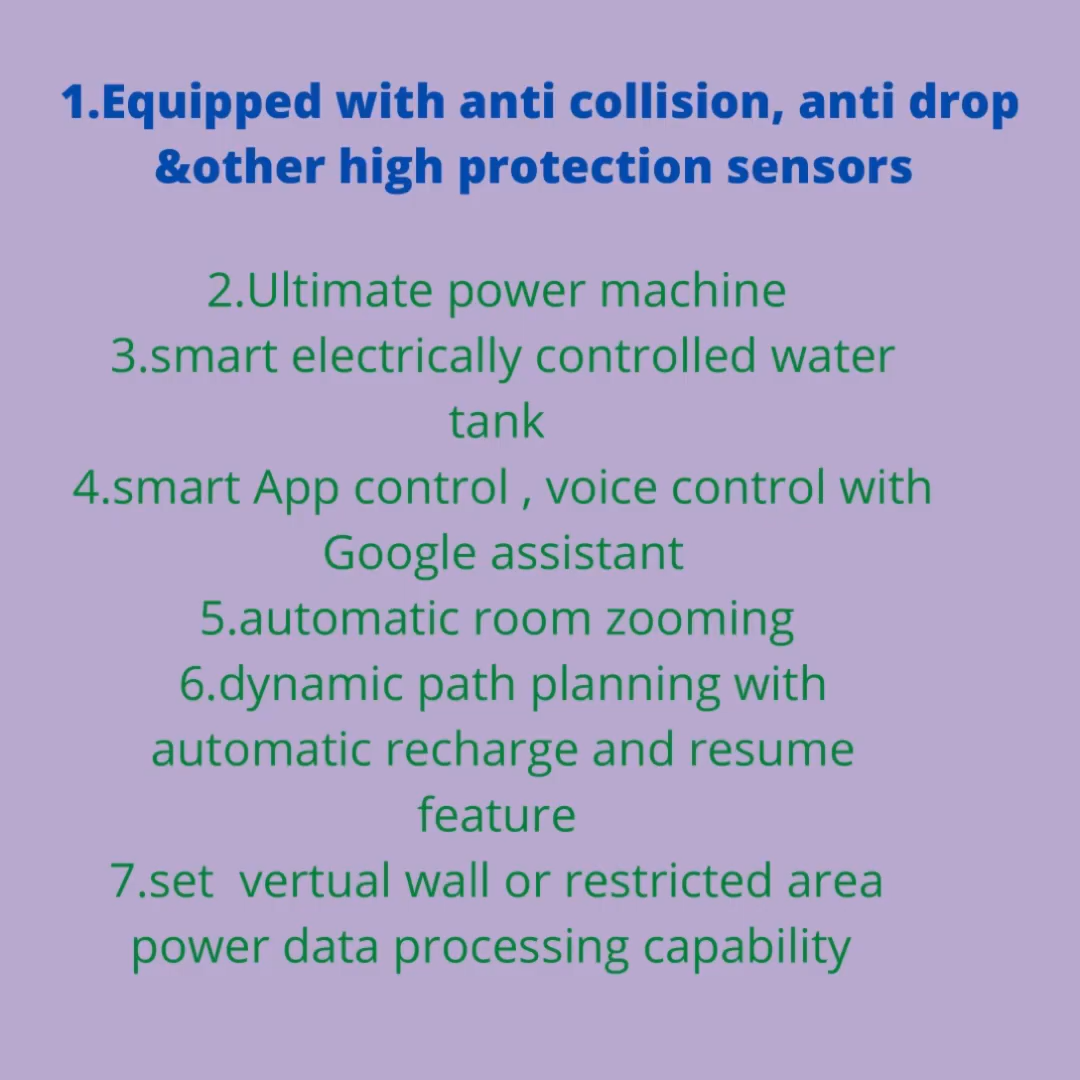 1.Equipped with anti collision, anti drop
&other high protection sensors
2.Ultimate power machine
3.smart electrically controlled water
tank
4.smart App control , voice control with
Google assistant
5.automatic room zooming
6.dynamic path planning with
automatic recharge and resume
feature
7.set  vertual wall or restricted area
power data processing capability